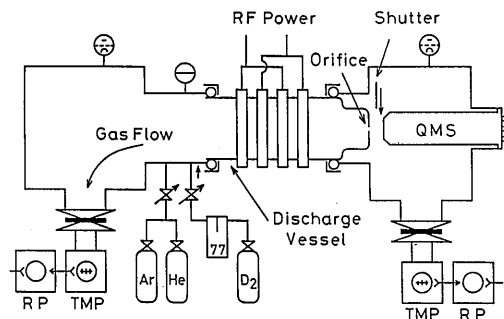 RF Power
Shutter
Orifice
QMS
Gas Flow
Discharge
Vessel
77
Ar
He
D2
RP
TMP
TMP
RP